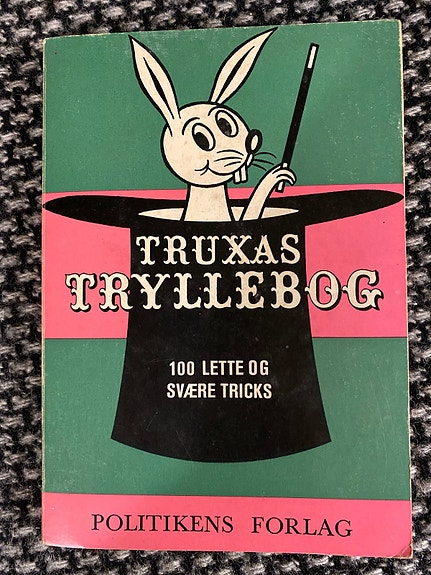 TRUXAS
TRYLLEBOG
100 LETTE OG
SVÆRE TRICKS
POLITIKENS FORLAG